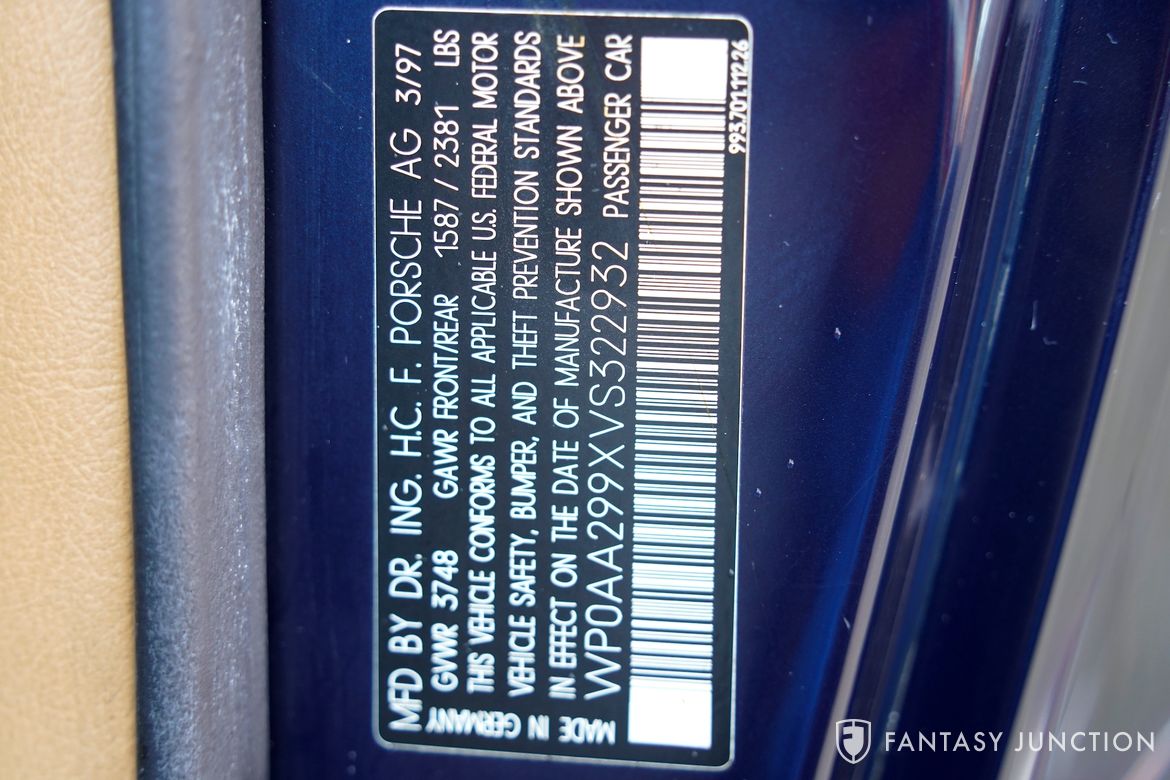 MFD BY DR. ING. H.C. F. PORSCHE AG 3/97
GVWR 3748 GAWR FRONT/REAR 1587 / 2381 LBS
THIS VEHICLE CONFORMS TO ALL APPLICABLE U.S. FEDERAL MOTOR
VEHICLE SAFETY, BUMPER, AND THEFT PREVENTION STANDARDS
IN EFFECT ON THE DATE OF MANUFACTURE SHOWN ABOVE
WP0AA299XVS322932 PASSENGER CAR
MADE IN GERMANY
993.701.112.26
FANTASY JUNCTION